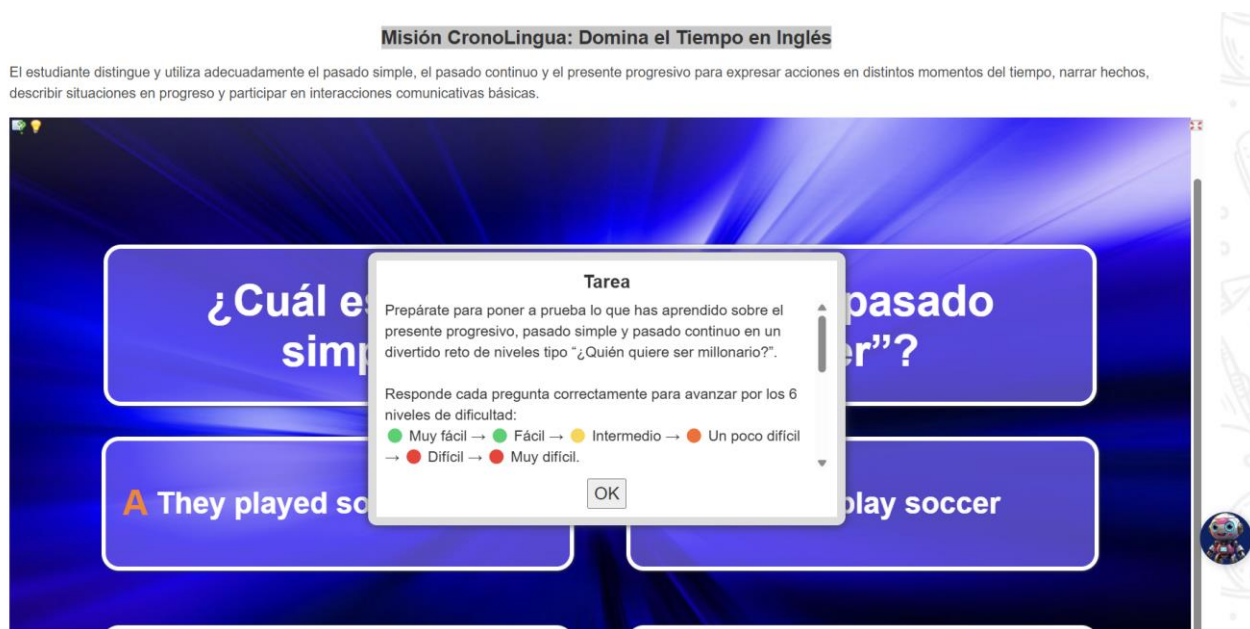 Misión CronoLingua: Domina el Tiempo en Inglés
El estudiante distingue y utiliza adecuadamente el pasado simple, el pasado continuo y el presente progresivo para expresar acciones en distintos momentos del tiempo, narrar hechos,
describir situaciones en progreso y participar en interacciones comunicativas básicas.
¿Cuál pasado
Tarea
Prepárate para poner a prueba lo que has aprendido sobre el
presente progresivo, pasado simple y pasado continuo en un
divertido reto de niveles tipo “¿Quién quiere ser millonario?”.
Responde cada pregunta correctamente para avanzar por los 6
niveles de dificultad:
Muy fácil → Fácil → Intermedio → Un poco difícil
→ Difícil → Muy difícil.
OK
A They played
play soccer